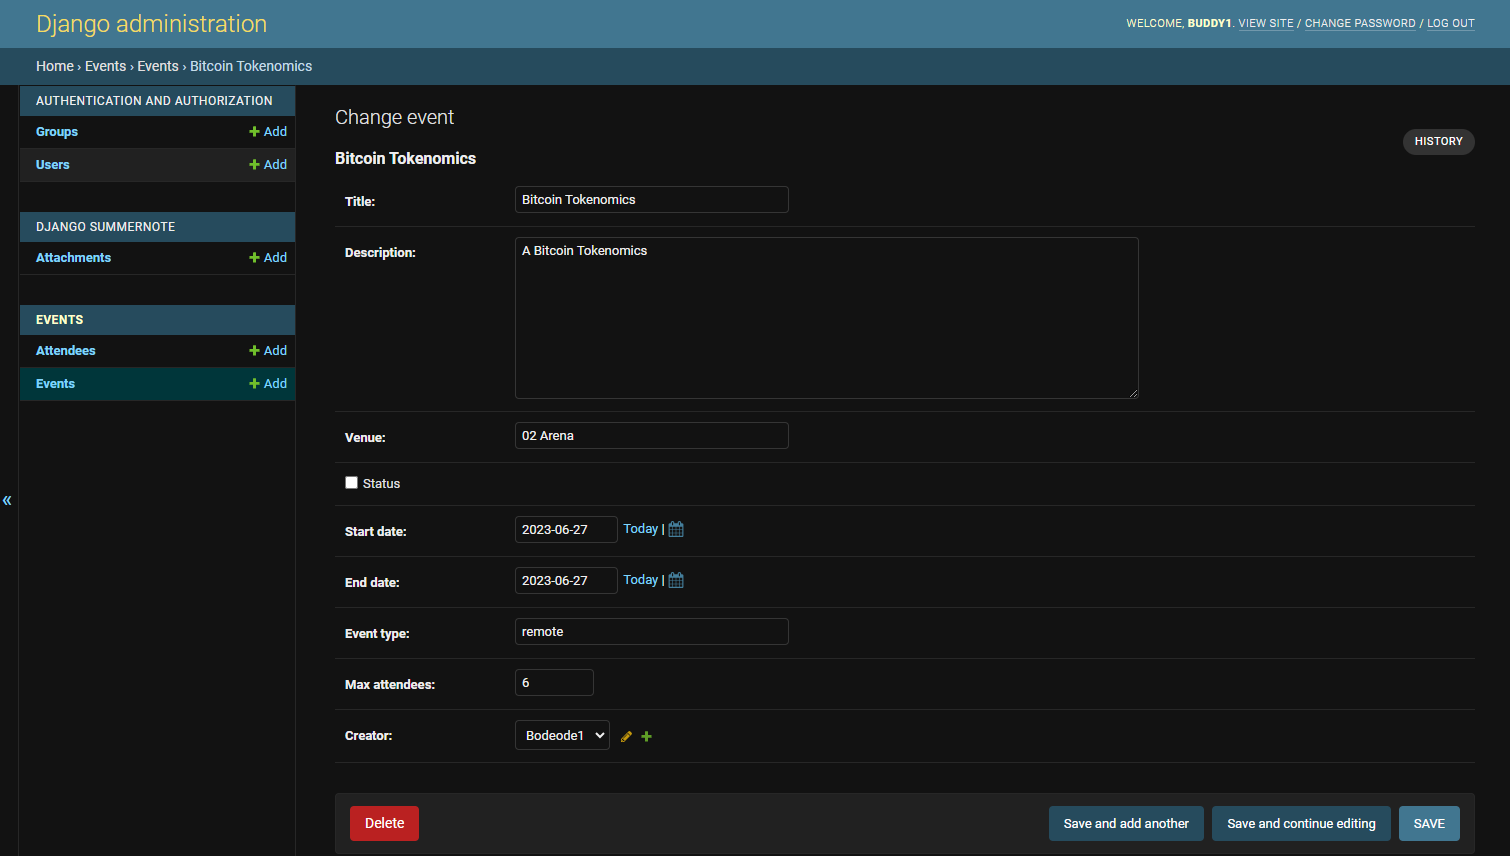 Django administration
WELCOME, BUDDY1. VIEW SITE / CHANGE PASSWORD / LOG OUT
Home › Events › Events › Bitcoin Tokenomics
AUTHENTICATION AND AUTHORIZATION
Groups Add
Users Add
DJANGO SUMMERNOTE
Attachments Add
EVENTS
Attendees Add
Events Add
«
Change event
HISTORY
Bitcoin Tokenomics
Title: Bitcoin Tokenomics
Description: A Bitcoin Tokenomics
Venue: 02 Arena
Status
Start date: 2023-06-27 Today |
End date: 2023-06-27 Today |
Event type: remote
Max attendees: 6
Creator: Bodeode1
Delete Save and add another Save and continue editing SAVE